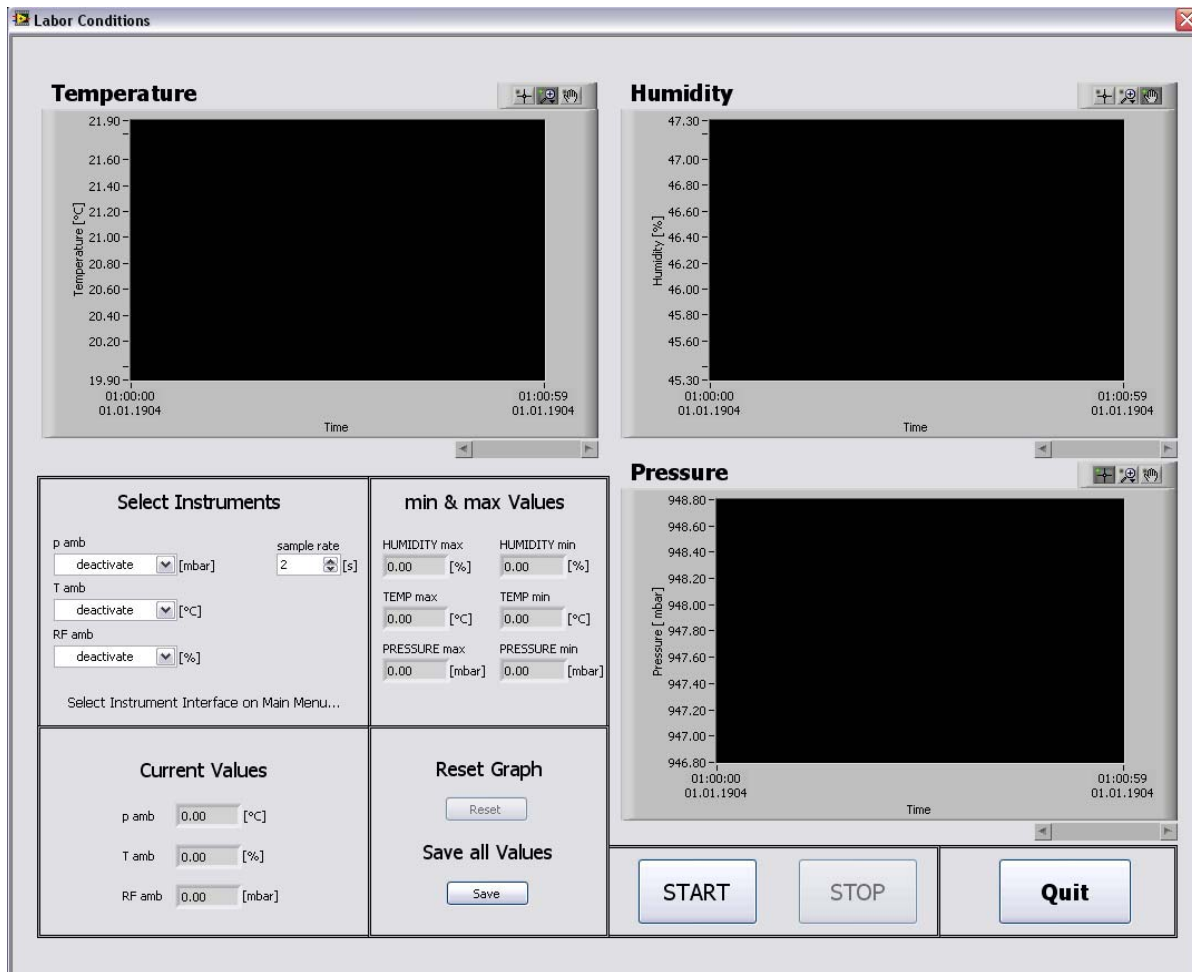 Labor Conditions
Temperature
21.90
21.60
21.40
21.20
21.00
20.80
20.60
20.40
20.20
19.90
Temperature [°C]
01:00:00
01.01.1904
01:00:59
01.01.1904
Time
Humidity
47.30
47.00
46.80
46.60
46.40
46.20
46.00
45.80
45.60
45.30
Humidity [%]
01:00:00
01.01.1904
01:00:59
01.01.1904
Time
Select Instruments
p amb
sample rate
deactivate [mbar]
2 [s]
T amb
deactivate [°C]
RF amb
deactivate [%]
Select Instrument Interface on Main Menu...
min & max Values
HUMIDITY max HUMIDITY min
0.00 [%] 0.00 [%]
TEMP max TEMP min
0.00 [°C] 0.00 [°C]
PRESSURE max PRESSURE min
0.00 [mbar] 0.00 [mbar]
Pressure
948.80
948.60
948.40
948.20
948.00
947.80
947.60
947.40
947.20
947.00
946.80
Pressure [ mbar]
01:00:00
01.01.1904
01:00:59
01.01.1904
Time
Current Values
p amb 0.00 [°C]
T amb 0.00 [%]
RF amb 0.00 [mbar]
Reset Graph
Reset
Save all Values
Save
START
STOP
Quit